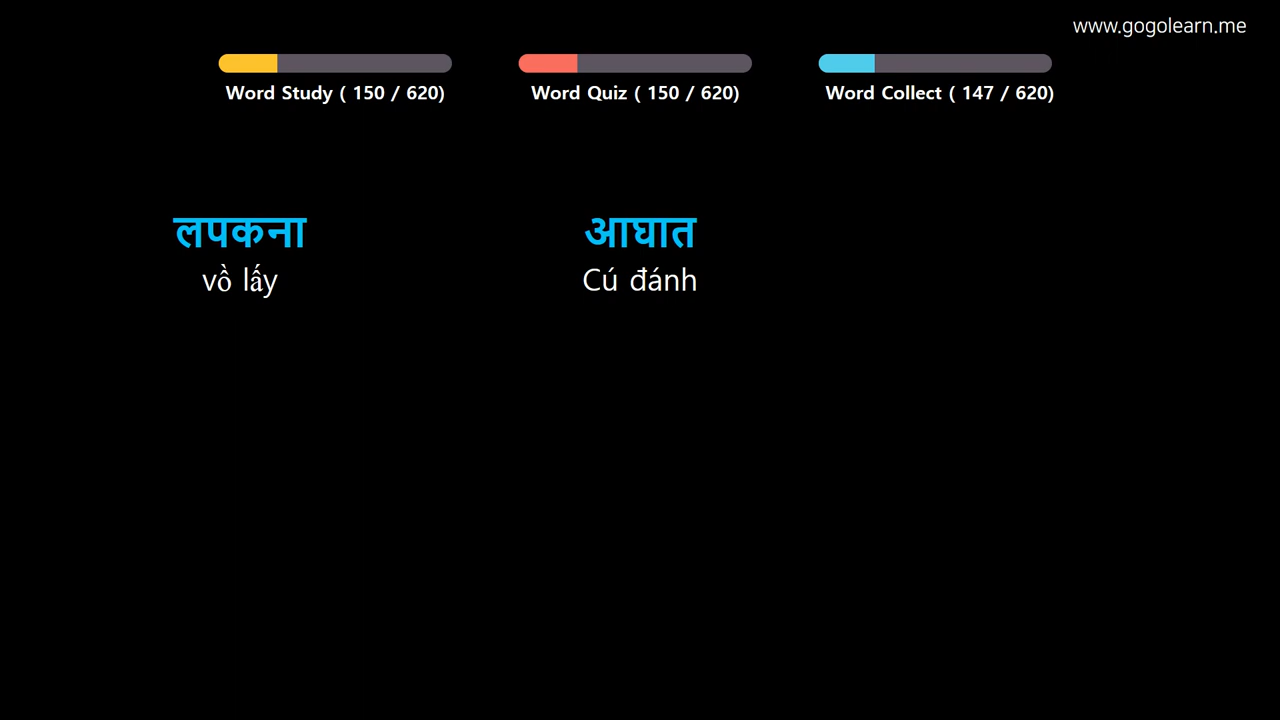 www.gogolearn.me
Word Study ( 150 / 620)
Word Quiz ( 150 / 620)
Word Collect ( 147 / 620)
लपकना
vồ lấy
आघात
Cú đánh